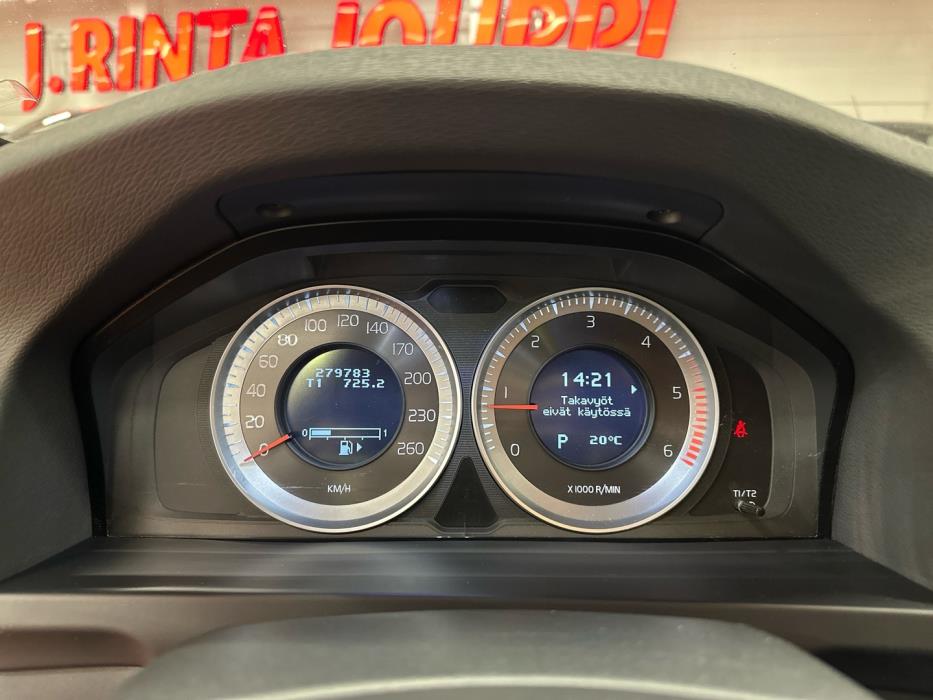 J.RINTA JOUPPI
279783
T1 725.2
0 1
0
20
40
60
80
100
120
140
170
200
230
260
KM/H
14:21
Takavyöt
eivät käytössä
P 20°C
0
1
2
3
4
5
6
X1000 R/MIN
T1/T2